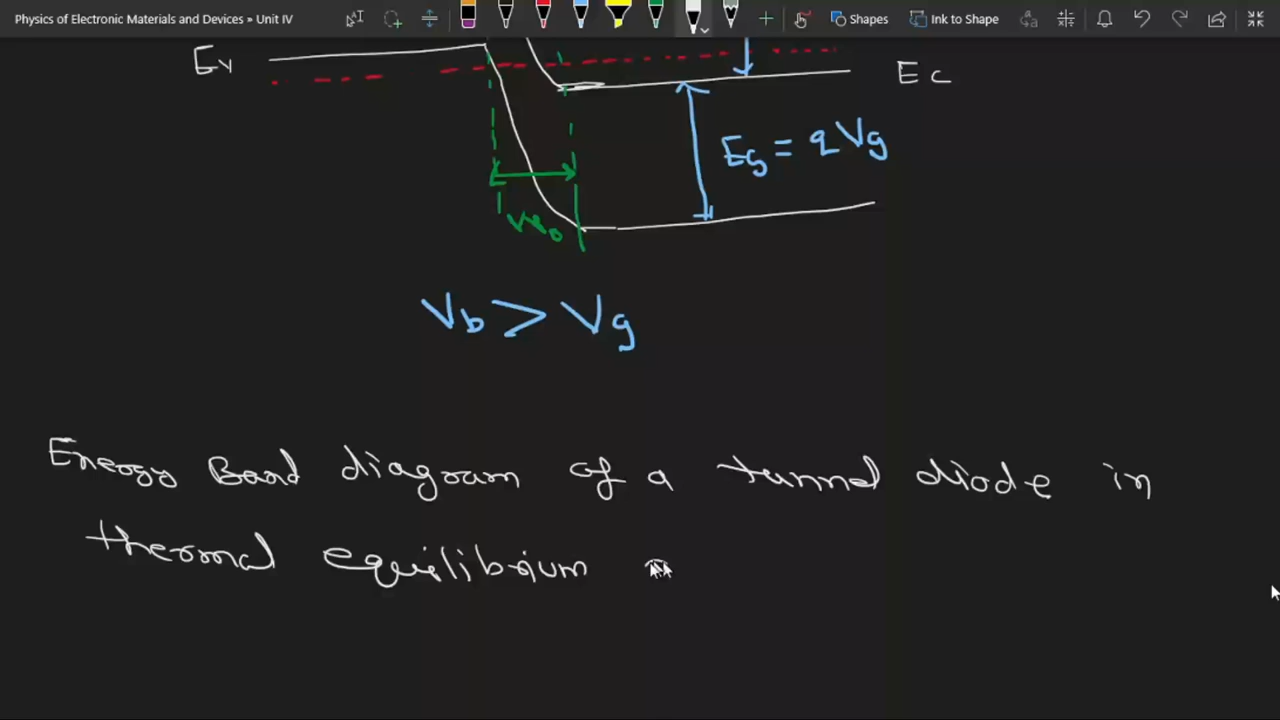 Physics of Electronic Materials and Devices » Unit IV
Shapes
Ink to Shape
Ev
Ec
Eg = qVg
Vb > Vg
Energy Band diagram of a tunnel diode in
thermal equilibrium